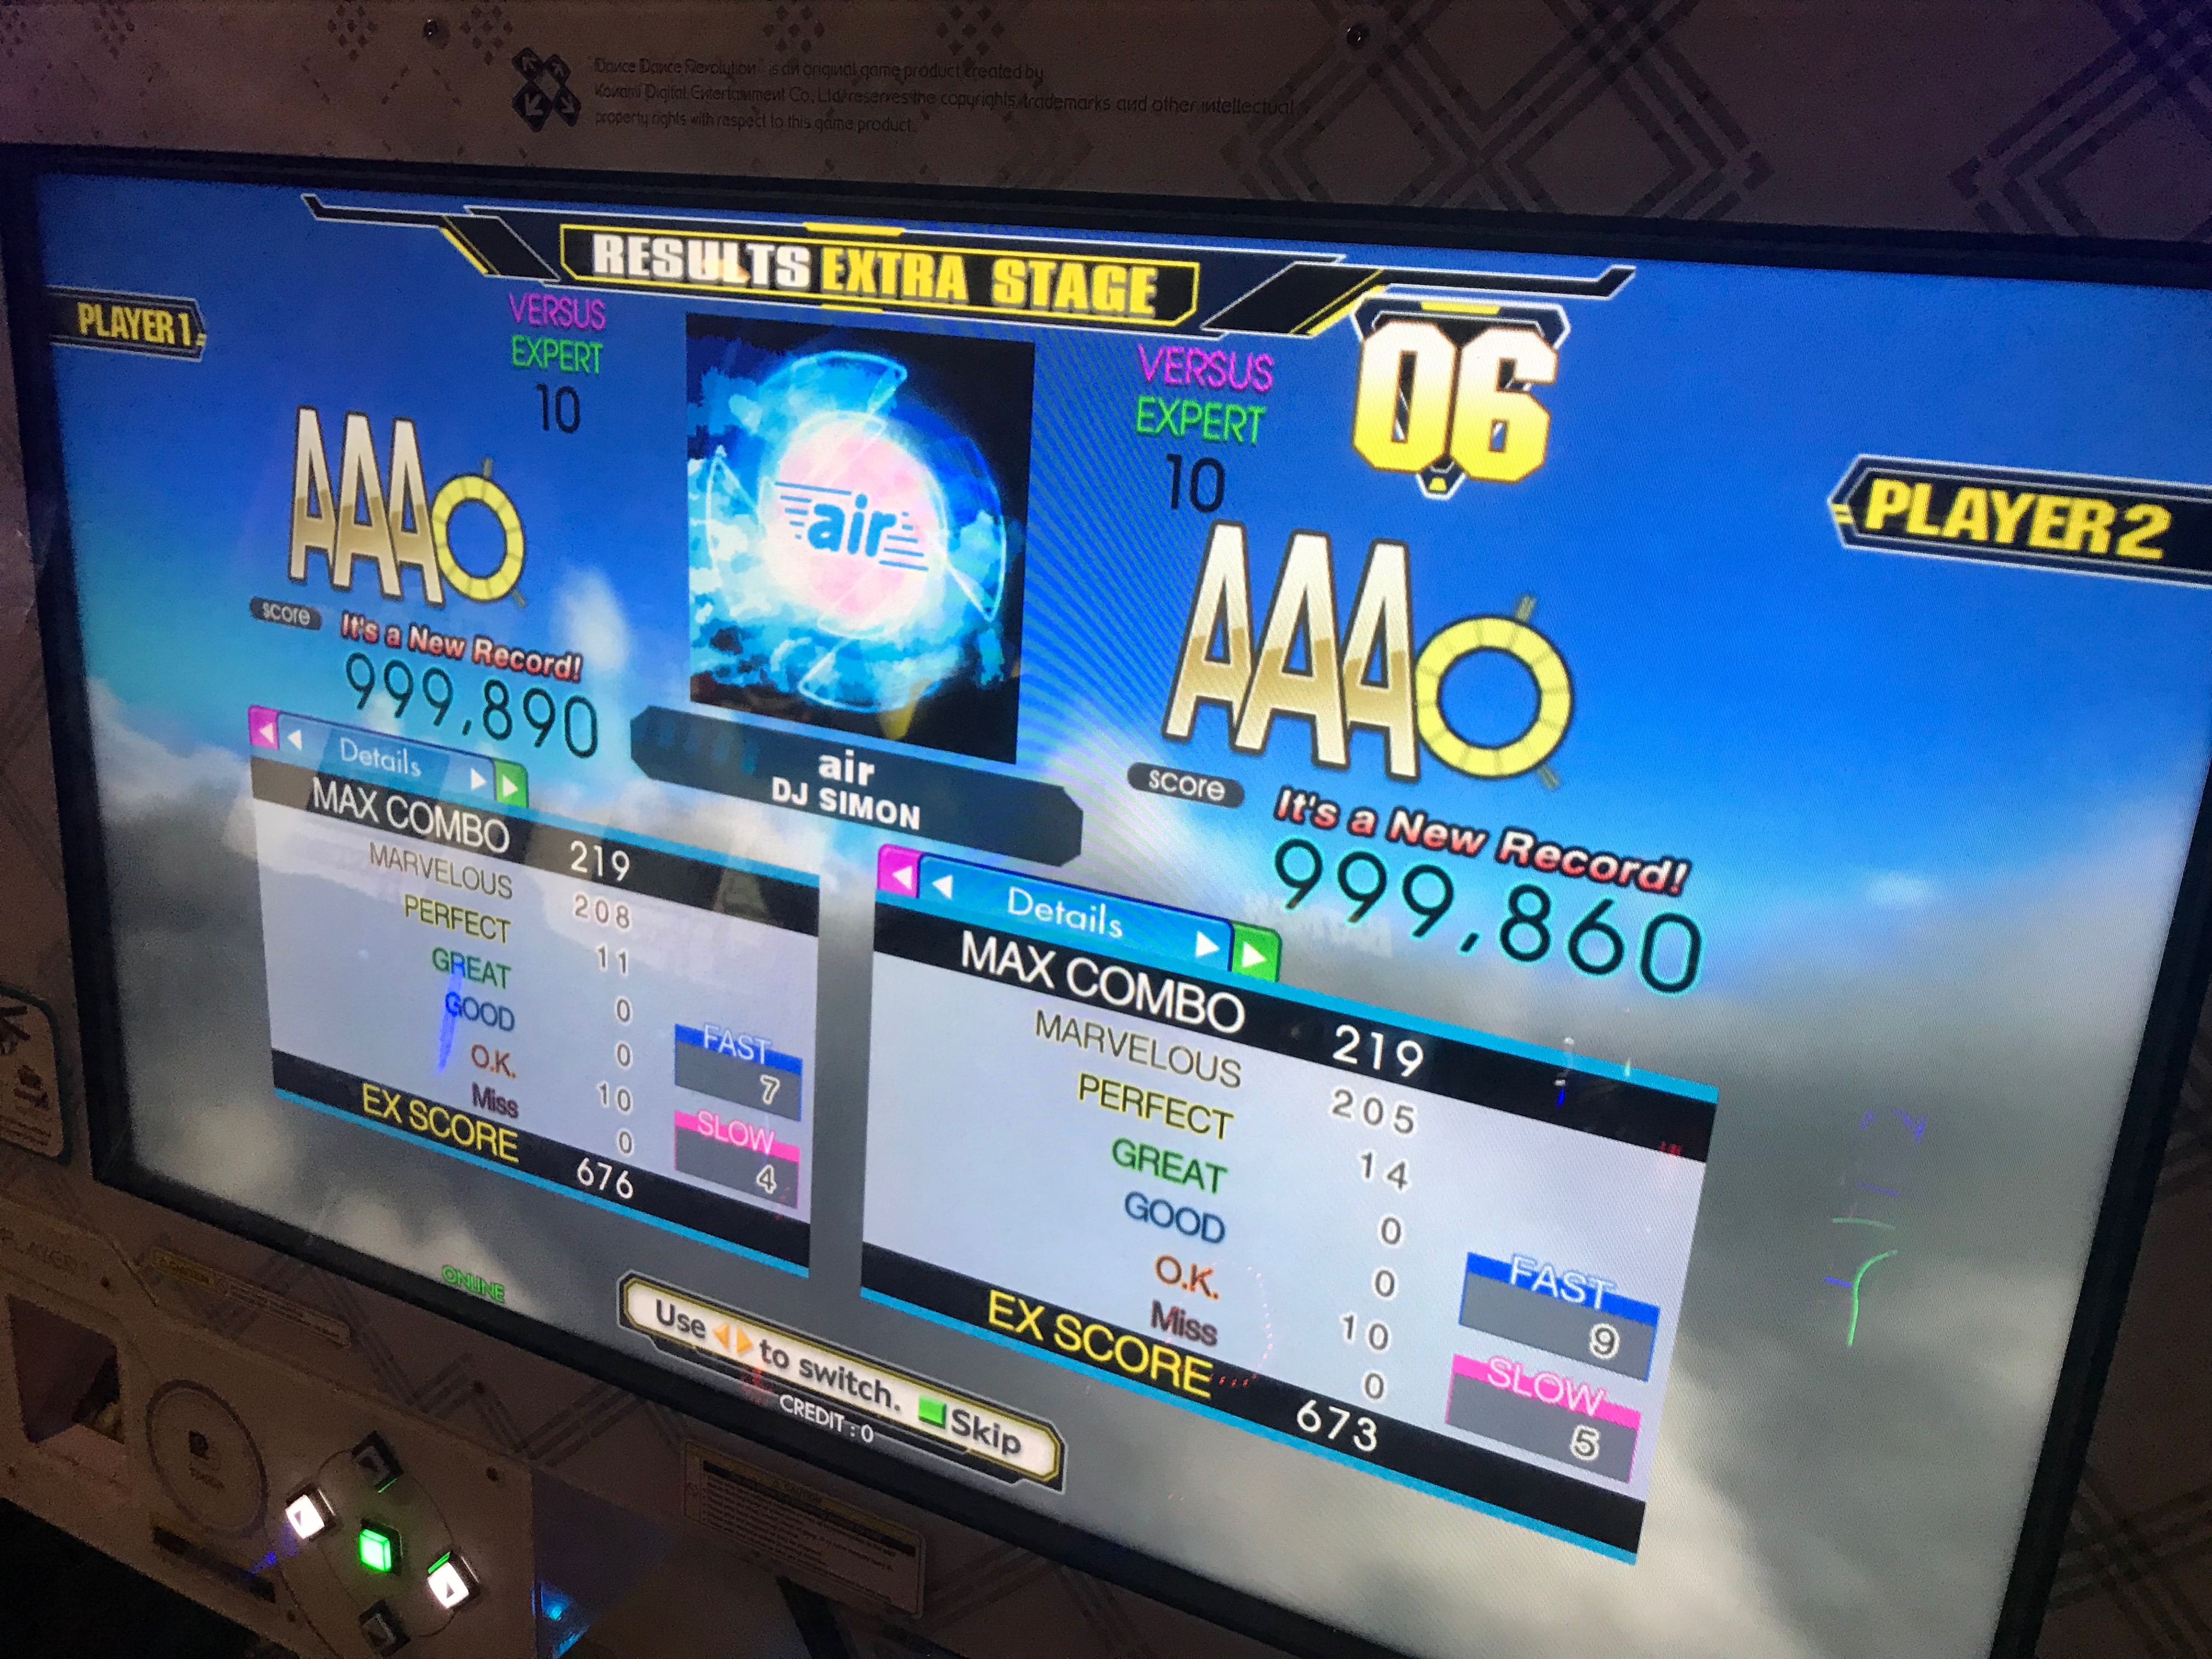 "Dance Dance Revolution" is an original game product created by
Konami Digital Entertainment Co., Ltd. reserves the copyrights, trademarks and other intellectual
property rights with respect to this game product.
RESULTS EXTRA STAGE
PLAYER 1
VERSUS
EXPERT
10
AAA
score
It's a New Record!
999,890
Details
MAX COMBO 219
MARVELOUS 208
PERFECT 11
GREAT 0
GOOD 0
O.K. 10
Miss 0
EX SCORE 676
FAST
7
SLOW
4
air
air
DJ SIMON
VERSUS
EXPERT
10
06
PLAYER 2
AAA
score
It's a New Record!
999,860
Details
MAX COMBO 219
MARVELOUS 205
PERFECT 14
GREAT 0
GOOD 0
O.K. 10
Miss 0
EX SCORE 673
FAST
9
SLOW
5
ONLINE
Use to switch. Skip
CREDIT : 0